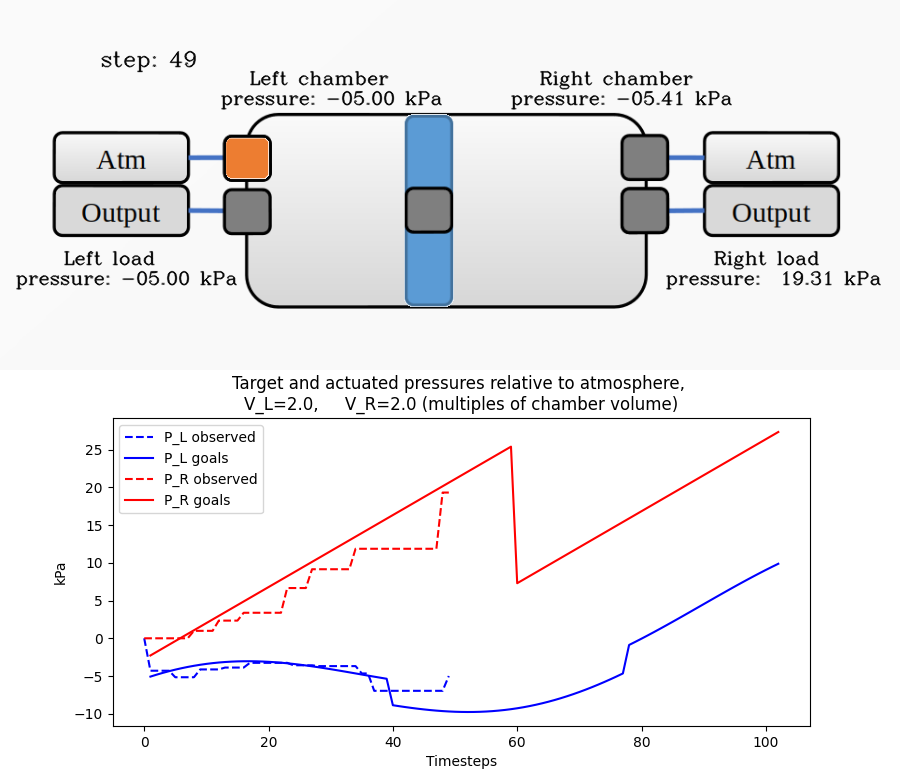 step: 49
Left chamber
pressure: −05.00 kPa
Right chamber
pressure: −05.41 kPa
Atm
Output
Atm
Output
Left load
pressure: −05.00 kPa
Right load
pressure: 19.31 kPa
Target and actuated pressures relative to atmosphere,
V_L=2.0, V_R=2.0 (multiples of chamber volume)
P_L observed
P_L goals
P_R observed
P_R goals
25
20
15
10
5
0
−5
−10
kPa
0 20 40 60 80 100
Timesteps